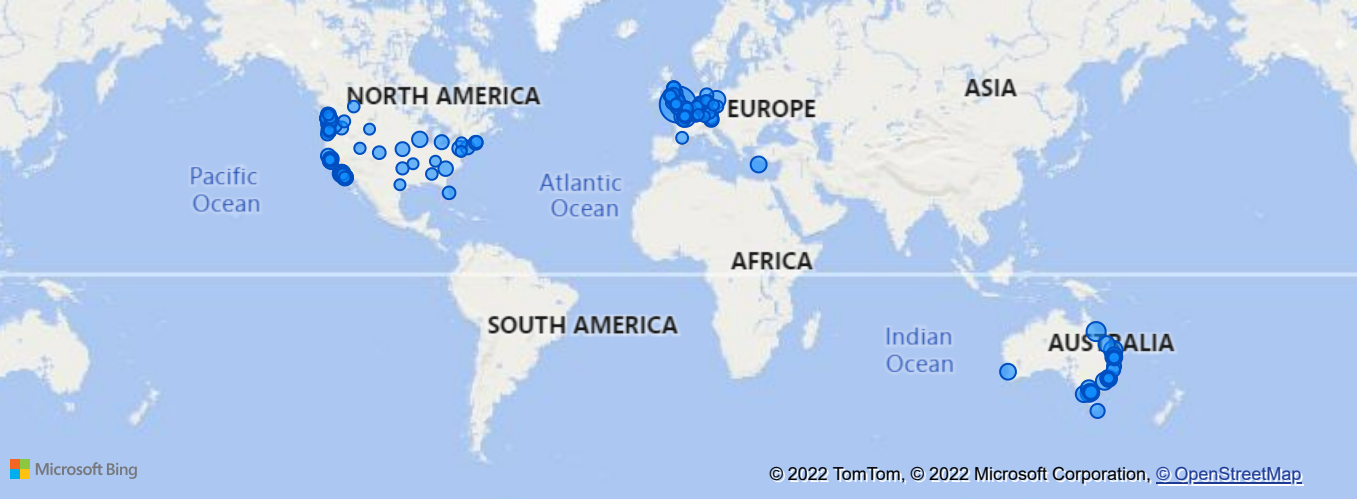 ASIA
NORTH AMERICA
EUROPE
Pacific
Ocean
Atlantic
Ocean
AFRICA
SOUTH AMERICA
Indian
Ocean
AUSTRALIA
Microsoft Bing
© 2022 TomTom, © 2022 Microsoft Corporation, © OpenStreetMap